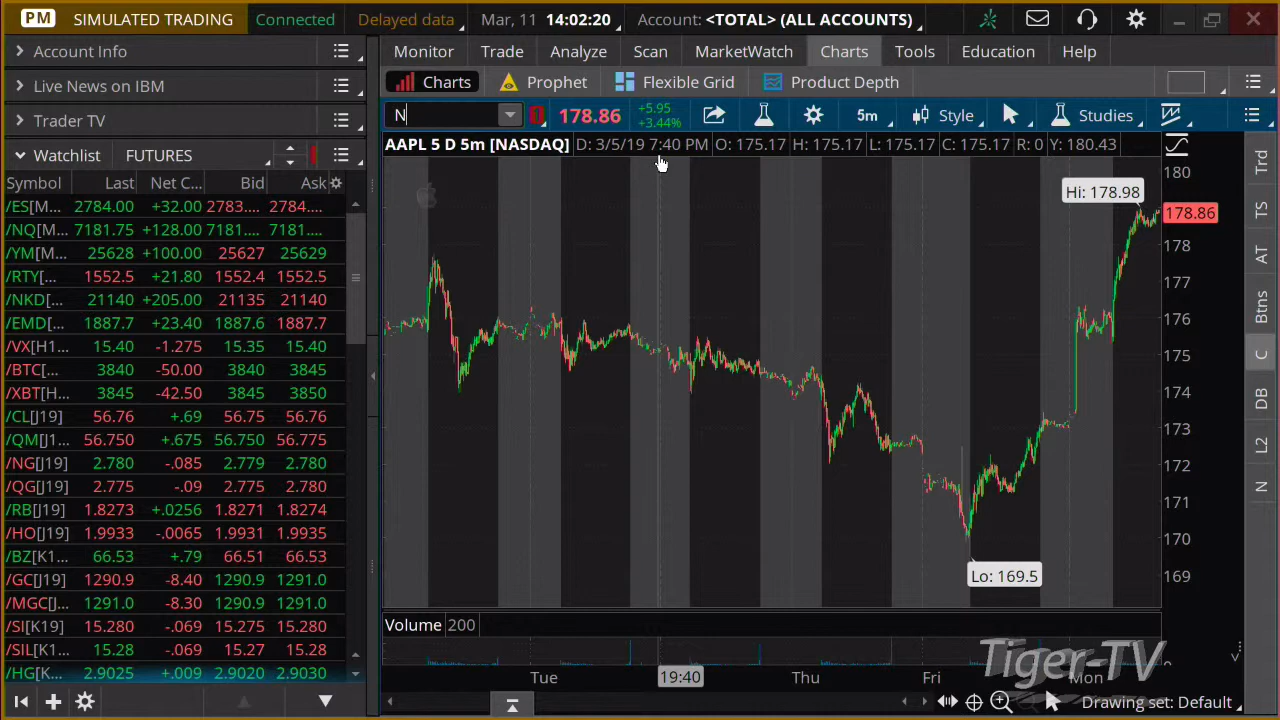 PM SIMULATED TRADING Connected Delayed data Mar, 11 14:02:20 Account: <TOTAL> (ALL ACCOUNTS)
Account Info
Live News on IBM
Trader TV
Watchlist FUTURES
Symbol Last Net C... Bid Ask
/ES[M... 2784.00 +32.00 2783.... 2784....
/NQ[M... 7181.75 +128.00 7181.... 7181....
/YM[M... 25628 +100.00 25627 25629
/RTY[... 1552.5 +21.80 1552.4 1552.5
/NKD[... 21140 +205.00 21135 21140
/EMD[... 1887.7 +23.40 1887.6 1887.7
/VX[H1... 15.40 -1.275 15.35 15.40
/BTC[... 3840 -50.00 3840 3845
/XBT[H... 3845 -42.50 3845 3850
/CL[J19] 56.76 +.69 56.75 56.76
/QM[J1... 56.750 +.675 56.750 56.775
/NG[J19] 2.780 -.085 2.779 2.780
/QG[J19] 2.775 -.09 2.775 2.780
/RB[J19] 1.8273 +.0256 1.8271 1.8274
/HO[J19] 1.9933 -.0065 1.9931 1.9935
/BZ[K1... 66.53 +.79 66.51 66.53
/GC[J19] 1290.9 -8.40 1290.9 1291.0
/MGC[J... 1291.0 -8.30 1290.9 1291.0
/SI[K19] 15.280 -.069 15.275 15.280
/SIL[K1... 15.28 -.069 15.27 15.28
/HG[K1... 2.9025 +.009 2.9020 2.9030
Monitor Trade Analyze Scan MarketWatch Charts Tools Education Help
Charts Prophet Flexible Grid Product Depth
N 178.86 +5.95 5m Style Studies
+3.44%
AAPL 5 D 5m [NASDAQ] D: 3/5/19 7:40 PM O: 175.17 H: 175.17 L: 175.17 C: 175.17 R: 0 Y: 180.43
180
Hi: 178.98
178.86
178
177
176
175
174
173
172
171
170
169
Lo: 169.5
Volume 200
Tue 19:40 Thu Fri Mon
Drawing set: Default
Trd
TS
AT
Btns
C
DB
L2
N
Tiger-TV